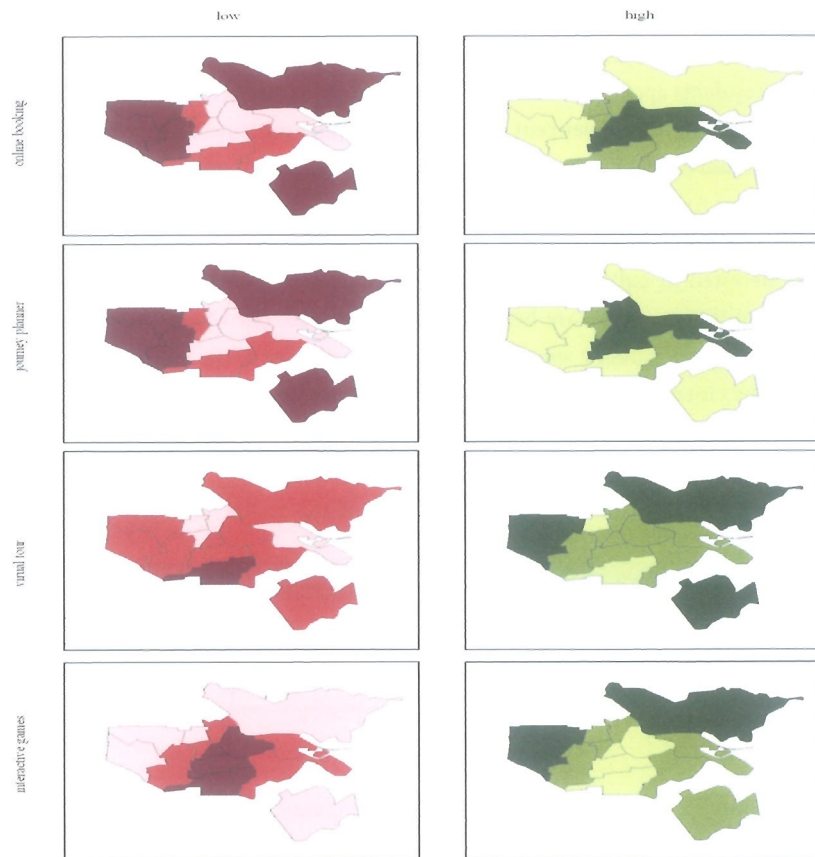 low
high
online booking
journey planner
virtual tour
interactive games